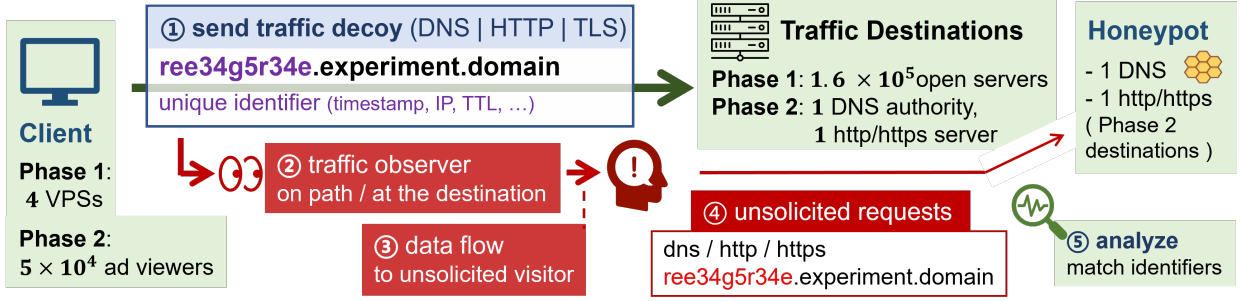 Client
Phase 1:
4 VPSs
Phase 2:
5 × 10⁴ ad viewers
① send traffic decoy (DNS | HTTP | TLS)
ree34g5r34e.experiment.domain
unique identifier (timestamp, IP, TTL, ...)
② traffic observer
on path / at the destination
!
③ data flow
to unsolicited visitor
Traffic Destinations
Phase 1: 1.6 × 10⁵open servers
Phase 2: 1 DNS authority,
1 http/https server
④ unsolicited requests
dns / http / https
ree34g5r34e.experiment.domain
Honeypot
- 1 DNS
- 1 http/https
( Phase 2
destinations )
⑤ analyze
match identifiers